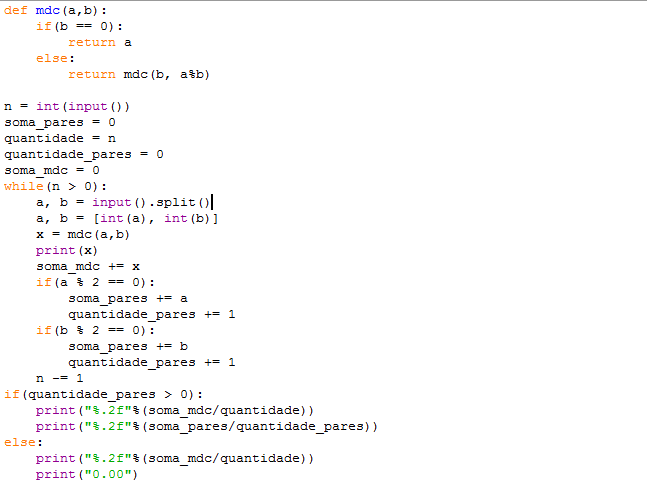 def mdc(a,b):
    if(b == 0):
        return a
    else:
        return mdc(b, a%b)

n = int(input())
soma_pares = 0
quantidade = n
quantidade_pares = 0
soma_mdc = 0
while(n > 0):
    a, b = input().split()
    a, b = [int(a), int(b)]
    x = mdc(a,b)
    print(x)
    soma_mdc += x
    if(a % 2 == 0):
        soma_pares += a
        quantidade_pares += 1
    if(b % 2 == 0):
        soma_pares += b
        quantidade_pares += 1
    n -= 1
if(quantidade_pares > 0):
    print("%.2f"%(soma_mdc/quantidade))
    print("%.2f"%(soma_pares/quantidade_pares))
else:
    print("%.2f"%(soma_mdc/quantidade))
    print("0.00")